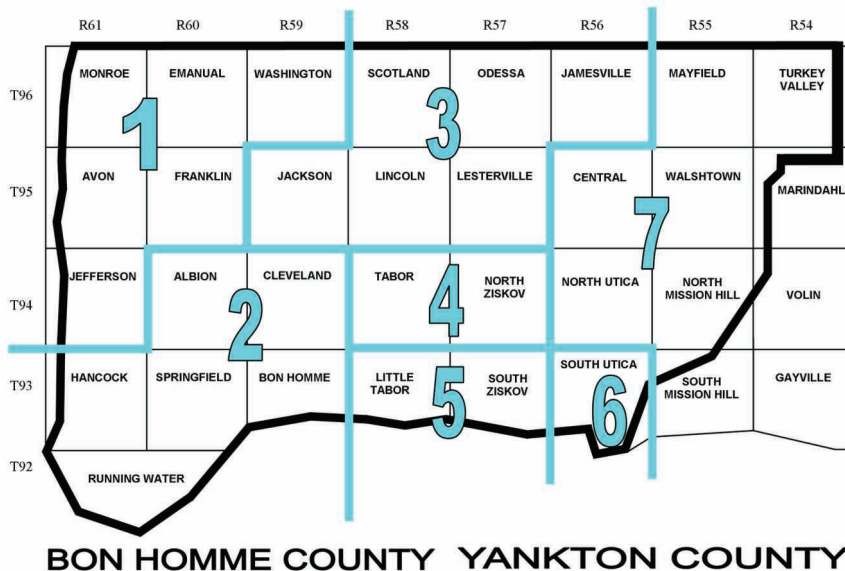 R61 R60 R59 R58 R57 R56 R55 R54
T96
MONROE EMANUAL WASHINGTON SCOTLAND ODESSA JAMESVILLE MAYFIELD TURKEY
VALLEY
1 3
T95
AVON FRANKLIN JACKSON LINCOLN LESTERVILLE CENTRAL WALSHTOWN
MARINDAHL
7
T94
JEFFERSON ALBION CLEVELAND TABOR NORTH
ZISKOV NORTH UTICA NORTH
MISSION HILL VOLIN
2 4
T93
HANCOCK SPRINGFIELD BON HOMME LITTLE
TABOR SOUTH
ZISKOV SOUTH UTICA SOUTH
MISSION HILL GAYVILLE
5 6
T92
RUNNING WATER
BON HOMME COUNTY YANKTON COUNTY